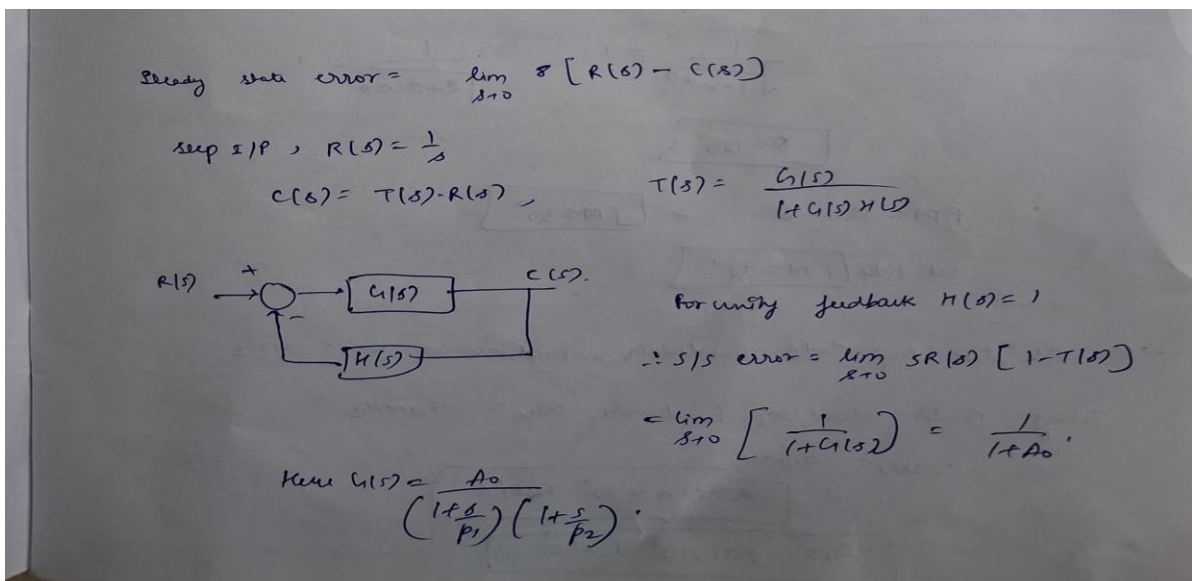 Steady state error = lim s→0 s [ R(s) - C(s) ]
step I/P , R(s) = 1/s
C(s) = T(s).R(s) , T(s) = G(s) / 1+G(s) H(s)
R(s) + - G(s) C(s).
H(s)
For unity feedback H(s) = 1
∴ S/S error = lim s→0 SR(s) [ 1-T(s) ]
= lim s→0 [ 1 / 1+G(s) ) = 1 / 1+A0 .
Here G(s) = A0 / (1+s/p1) (1+s/p2) .